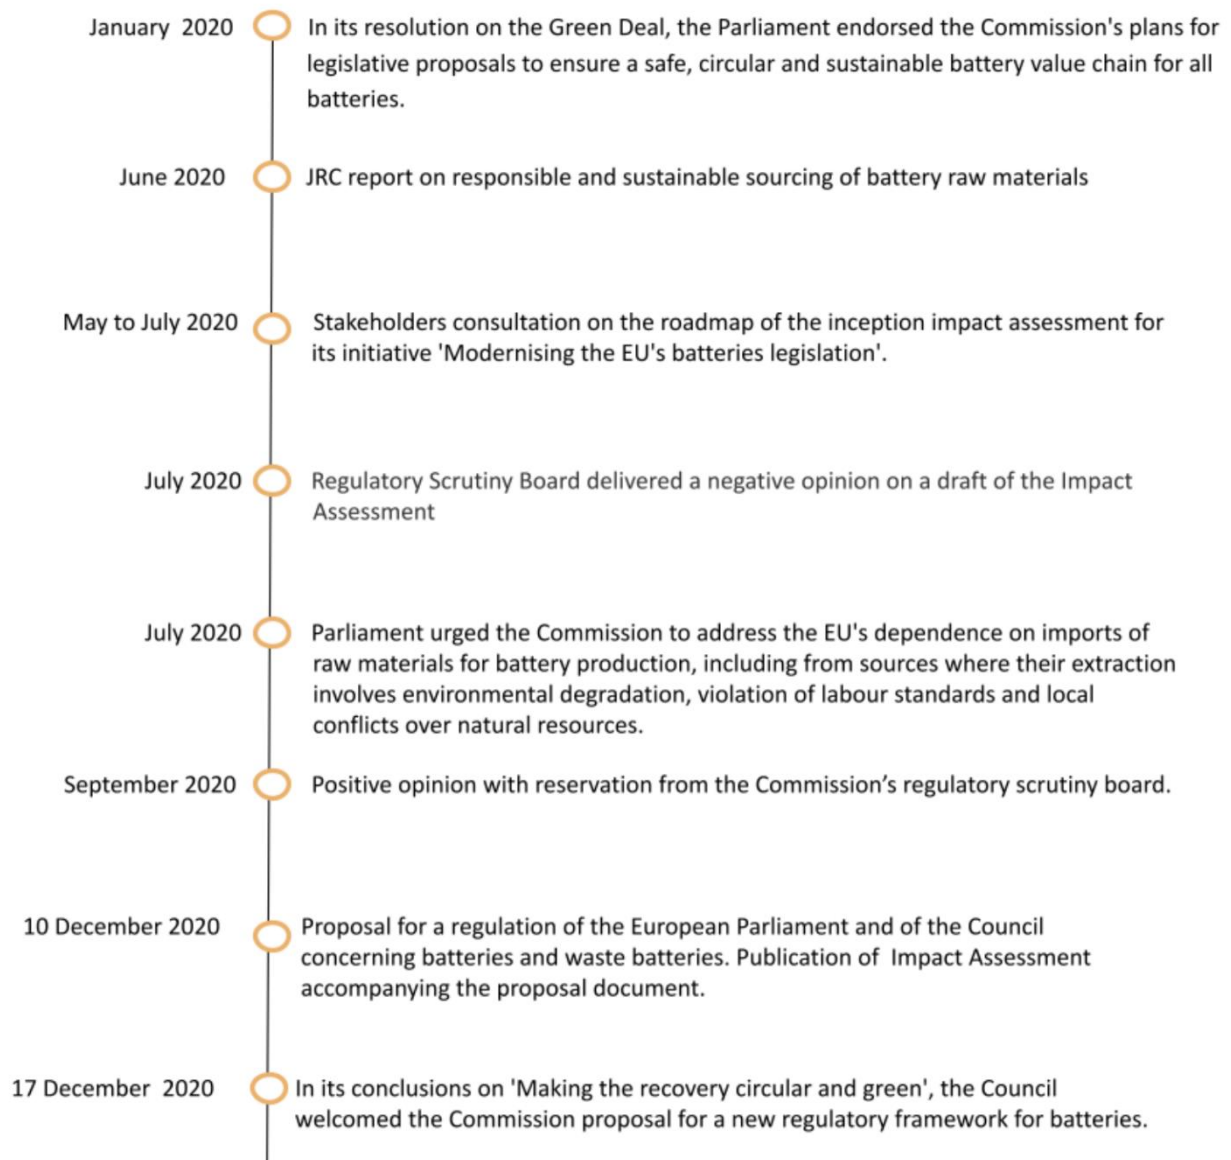 January 2020
In its resolution on the Green Deal, the Parliament endorsed the Commission's plans for
legislative proposals to ensure a safe, circular and sustainable battery value chain for all
batteries.
June 2020
JRC report on responsible and sustainable sourcing of battery raw materials
May to July 2020
Stakeholders consultation on the roadmap of the inception impact assessment for
its initiative 'Modernising the EU's batteries legislation'.
July 2020
Regulatory Scrutiny Board delivered a negative opinion on a draft of the Impact
Assessment
July 2020
Parliament urged the Commission to address the EU's dependence on imports of
raw materials for battery production, including from sources where their extraction
involves environmental degradation, violation of labour standards and local
conflicts over natural resources.
September 2020
Positive opinion with reservation from the Commission’s regulatory scrutiny board.
10 December 2020
Proposal for a regulation of the European Parliament and of the Council
concerning batteries and waste batteries. Publication of Impact Assessment
accompanying the proposal document.
17 December 2020
In its conclusions on 'Making the recovery circular and green', the Council
welcomed the Commission proposal for a new regulatory framework for batteries.